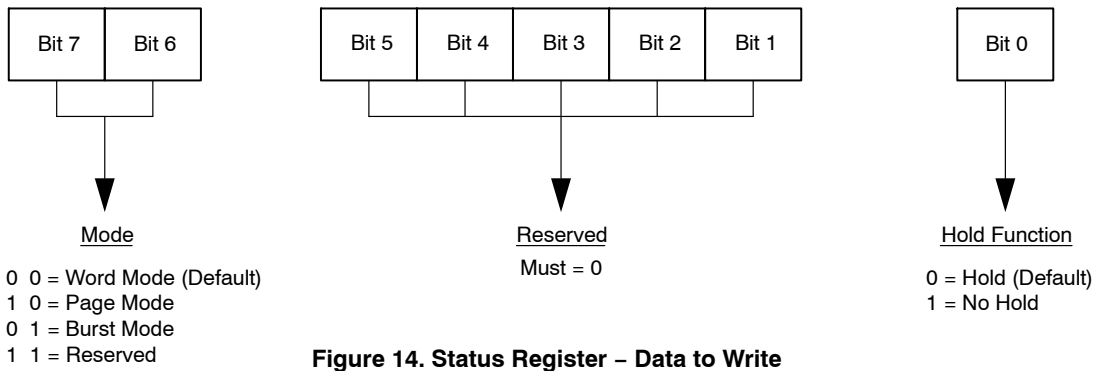 Bit 7 Bit 6 Bit 5 Bit 4 Bit 3 Bit 2 Bit 1 Bit 0
Mode
0 0 = Word Mode (Default)
1 0 = Page Mode
0 1 = Burst Mode
1 1 = Reserved
Reserved
Must = 0
Hold Function
0 = Hold (Default)
1 = No Hold
Figure 14. Status Register – Data to Write